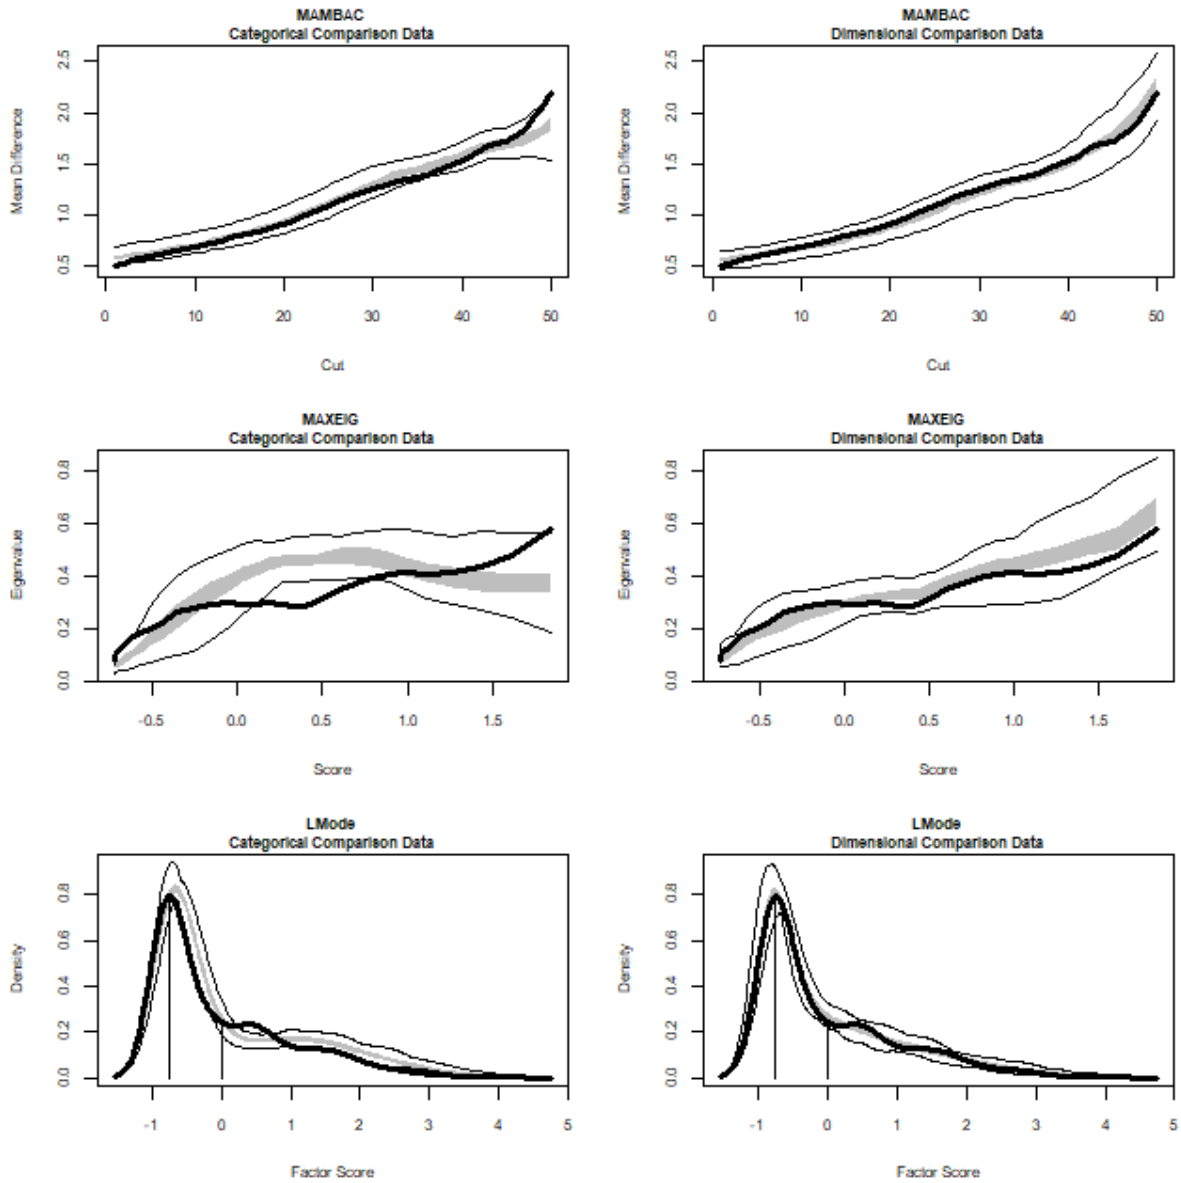 MAMBAC
Categorical Comparison Data
Mean Difference
2.5
2.0
1.5
1.0
0.5
0 10 20 30 40 50
Cut
MAMBAC
Dimensional Comparison Data
Mean Difference
2.5
2.0
1.5
1.0
0.5
0 10 20 30 40 50
Cut
MAXEIG
Categorical Comparison Data
Eigenvalue
0.8
0.6
0.4
0.2
0.0
-0.5 0.0 0.5 1.0 1.5
Score
MAXEIG
Dimensional Comparison Data
Eigenvalue
0.8
0.6
0.4
0.2
0.0
-0.5 0.0 0.5 1.0 1.5
Score
LMode
Categorical Comparison Data
Density
0.8
0.6
0.4
0.2
0.0
-1 0 1 2 3 4 5
Factor Score
LMode
Dimensional Comparison Data
Density
0.8
0.6
0.4
0.2
0.0
-1 0 1 2 3 4 5
Factor Score